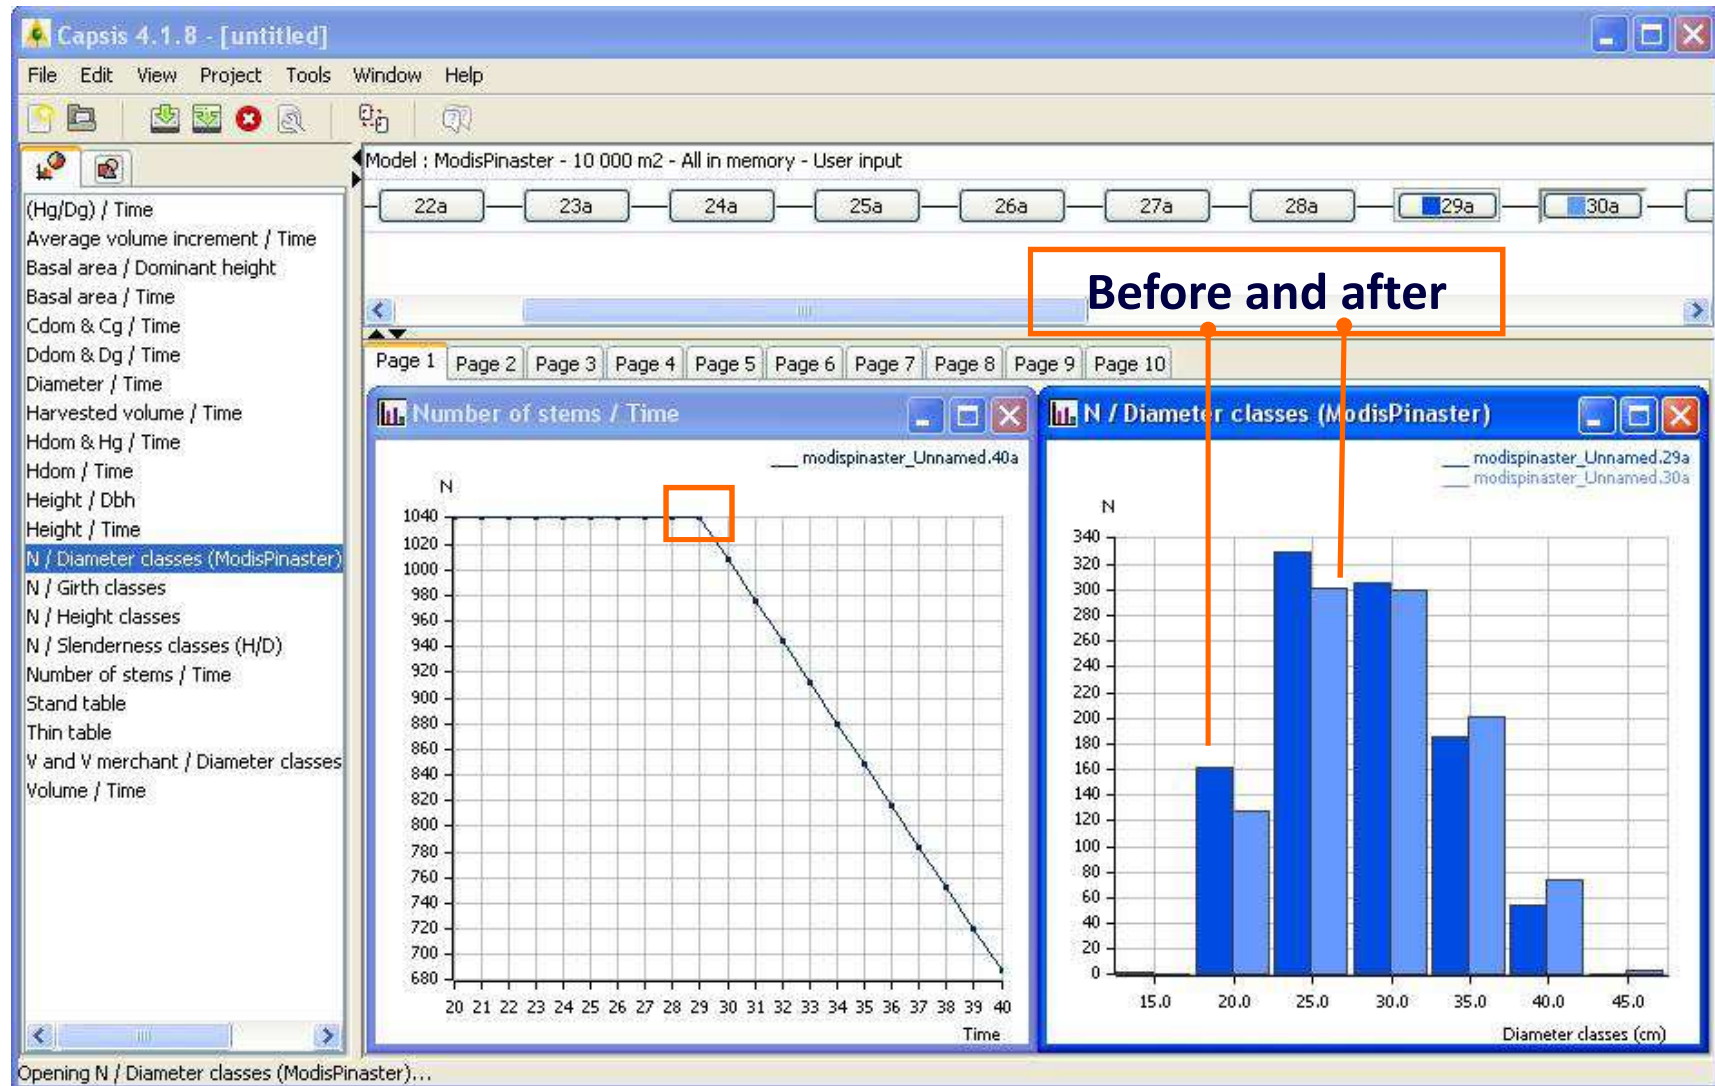 Capsis 4.1.8 - [untitled]
File Edit View Project Tools Window Help
Model : ModisPinaster - 10 000 m2 - All in memory - User input
22a 23a 24a 25a 26a 27a 28a 29a 30a
Before and after
(Hg/Dg) / Time
Average volume increment / Time
Basal area / Dominant height
Basal area / Time
Cdom & Cg / Time
Ddom & Dg / Time
Diameter / Time
Harvested volume / Time
Hdom & Hg / Time
Hdom / Time
Height / Dbh
Height / Time
N / Diameter classes (ModisPinaster)
N / Girth classes
N / Height classes
N / Slenderness classes (H/D)
Number of stems / Time
Stand table
Thin table
V and V merchant / Diameter classes
Volume / Time
Page 1 Page 2 Page 3 Page 4 Page 5 Page 6 Page 7 Page 8 Page 9 Page 10
Number of stems / Time
modispinaster_Unnamed.40a
N
1040
1020
1000
980
960
940
920
900
880
860
840
820
800
780
760
740
720
700
680
20 21 22 23 24 25 26 27 28 29 30 31 32 33 34 35 36 37 38 39 40
Time
N / Diameter classes (ModisPinaster)
modispinaster_Unnamed.29a
modispinaster_Unnamed.30a
N
340
320
300
280
260
240
220
200
180
160
140
120
100
80
60
40
20
0
15.0 20.0 25.0 30.0 35.0 40.0 45.0
Diameter classes (cm)
Opening N / Diameter classes (ModisPinaster)...